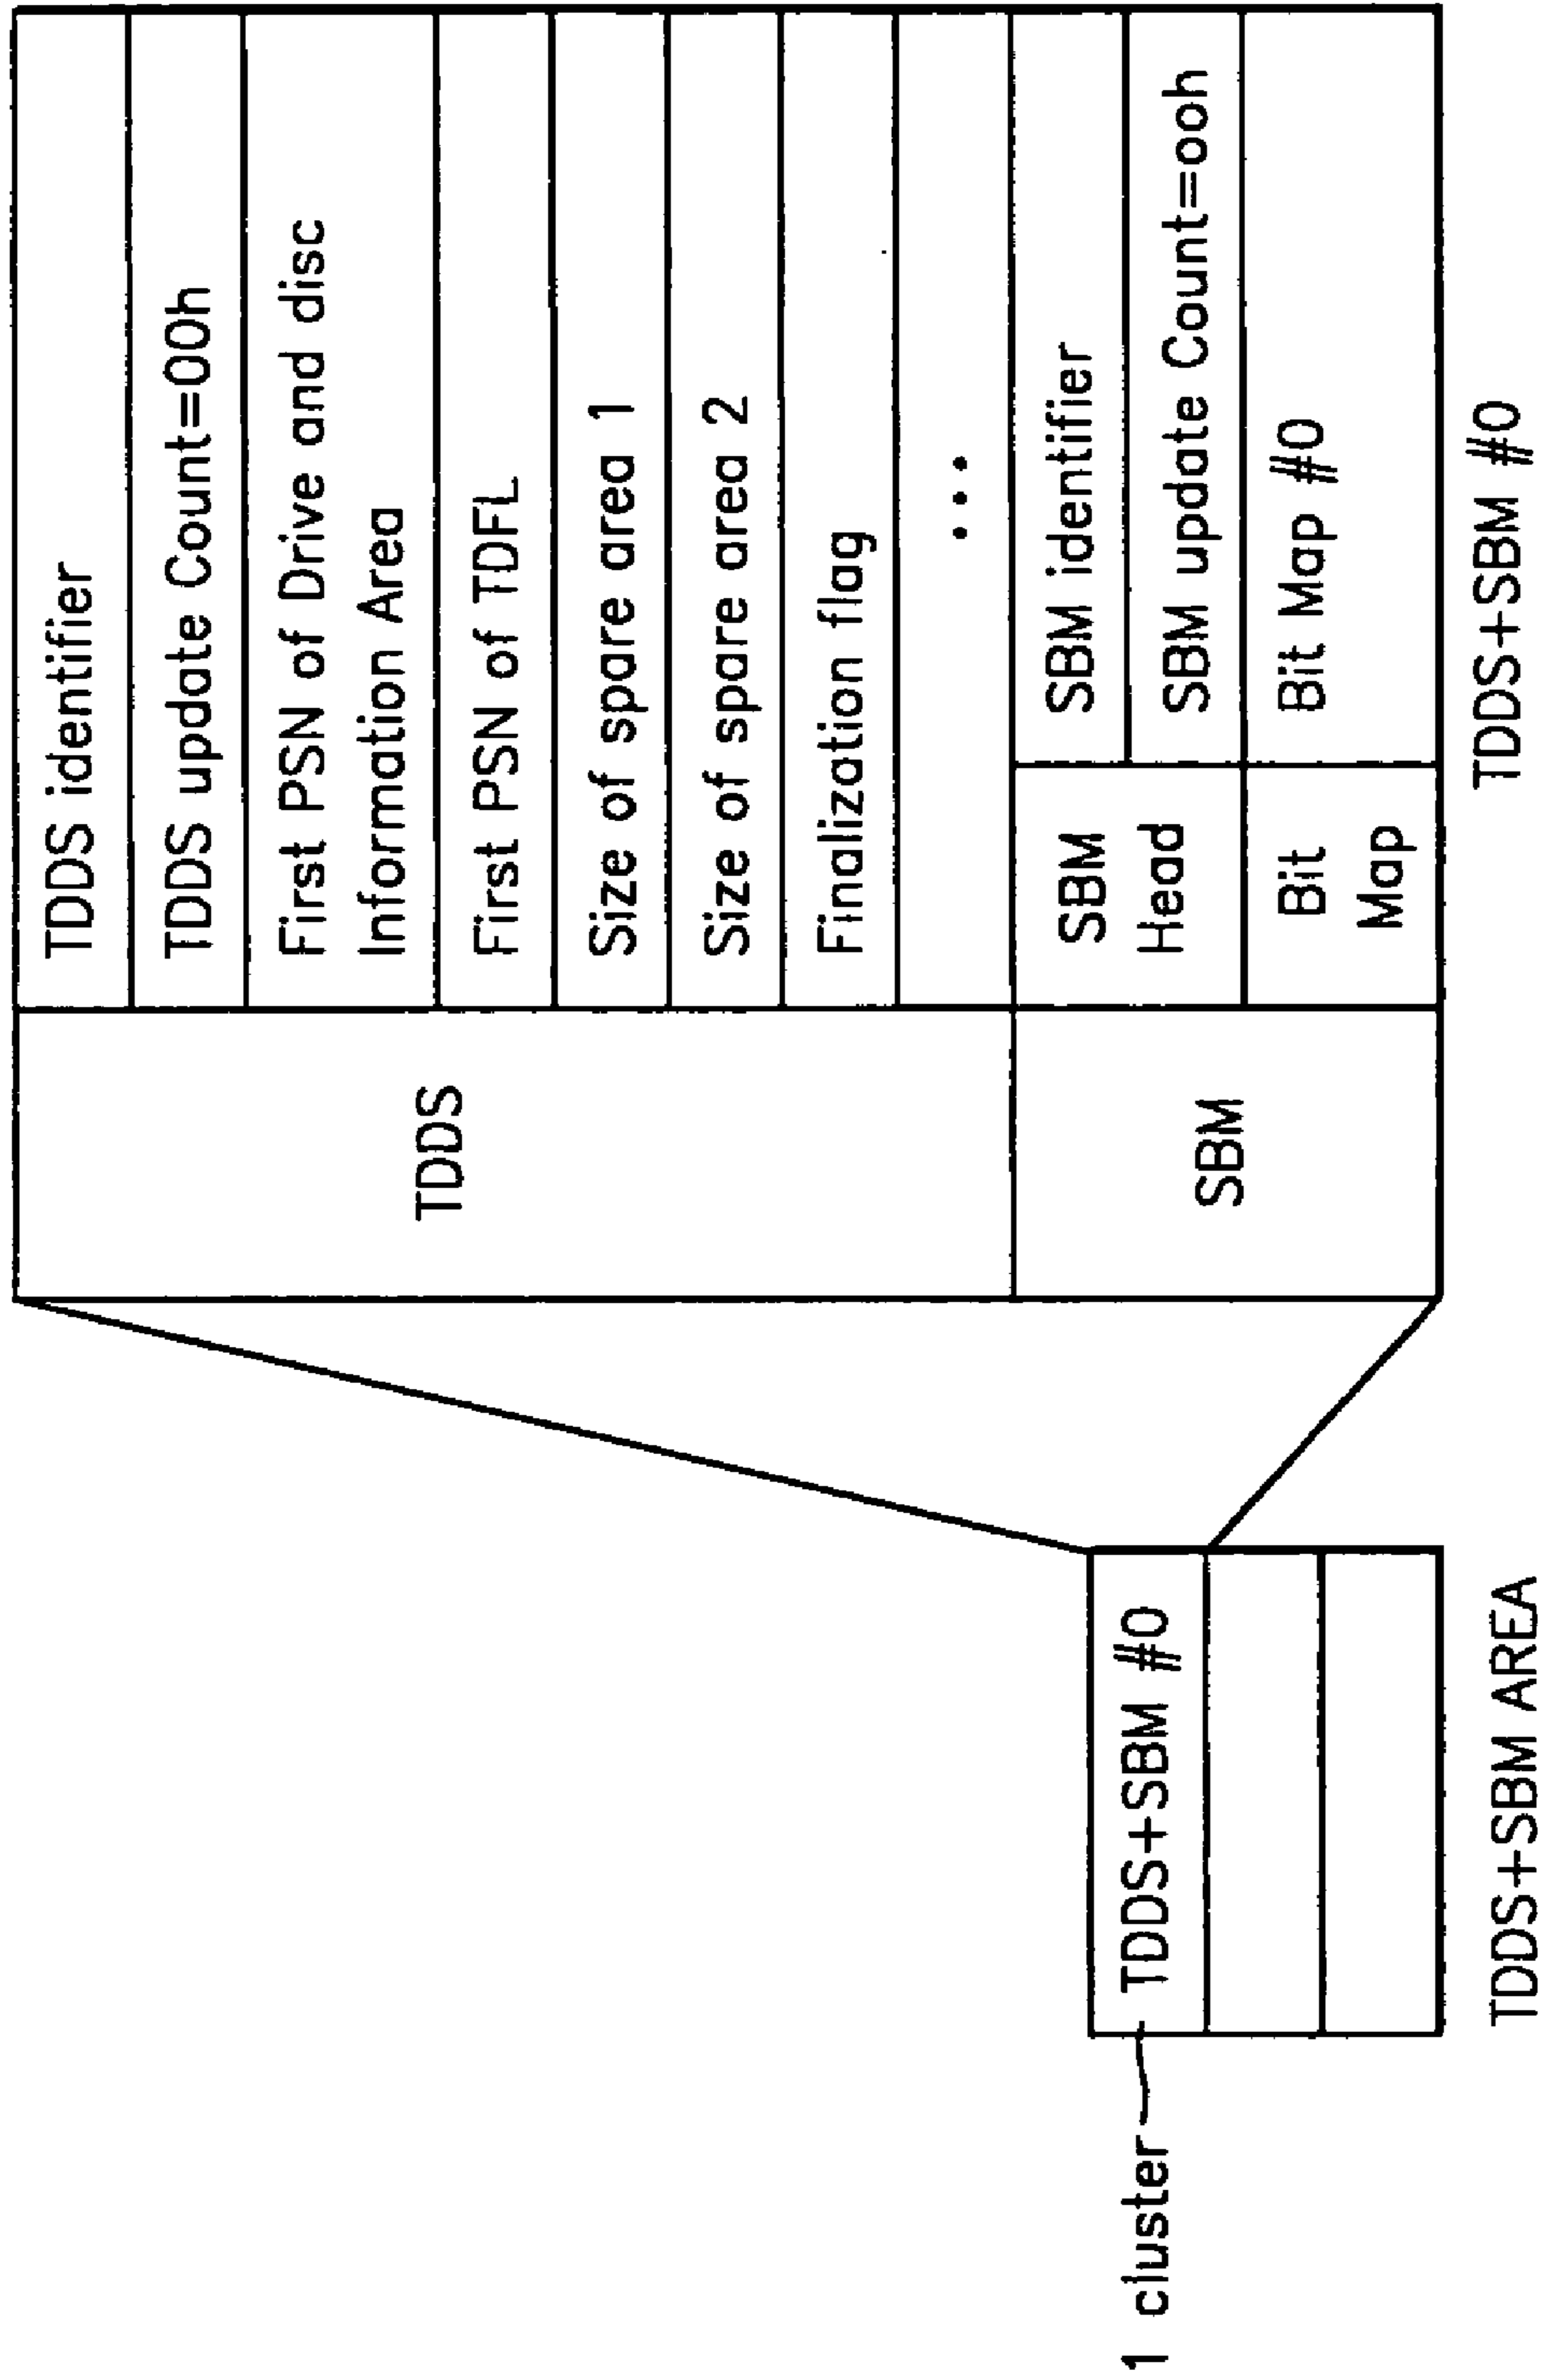 1 cluster
TDDS+SBM #0
TDDS+SBM AREA
TDDS
TDDS identifier
TDDS update Count=00h
First PSN of Drive and disc
Information Area
First PSN of TDFL
Size of spare area 1
Size of spare area 2
Finalization flag
...
SBM
SBM
Head
SBM identifier
SBM update Count=ooh
Bit
Map
Bit Map #0
TDDS+SBM #0